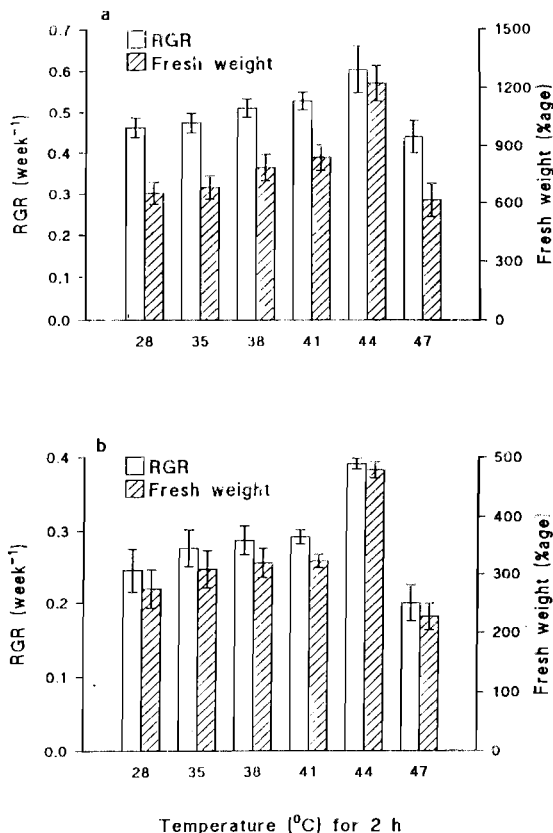 a
RGR
Fresh weight
0.7
0.6
0.5
0.4
0.3
0.2
0.1
0.0
RGR (week⁻¹)
1500
1200
900
600
300
0
Fresh weight (%age)
28 35 38 41 44 47
b
RGR
Fresh weight
0.4
0.3
0.2
0.1
0.0
RGR (week⁻¹)
500
400
300
200
100
0
Fresh weight (%age)
28 35 38 41 44 47
Temperature (⁰C) for 2 h